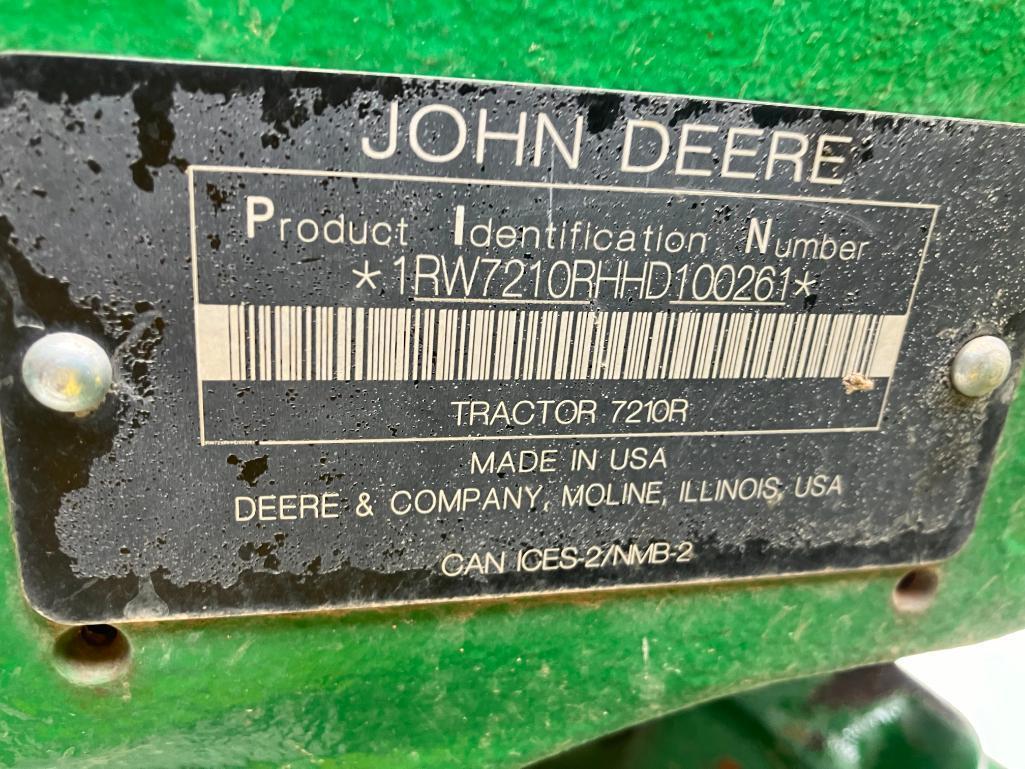 JOHN DEERE
Product Identification Number
*1RW7210RHHD100261*
TRACTOR 7210R
MADE IN USA
DEERE & COMPANY, MOLINE, ILLINOIS, USA
CAN ICES-2/NMB-2